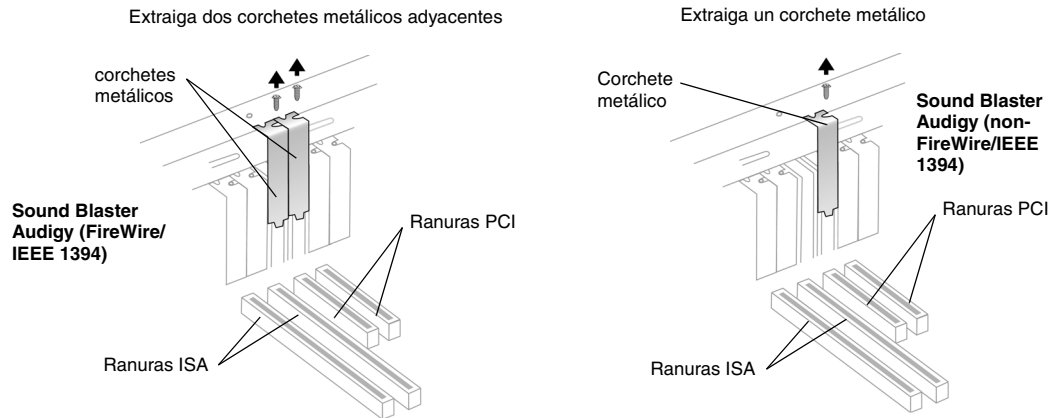 Extraiga dos corchetes metálicos adyacentes
corchetes
metálicos
Sound Blaster
Audigy (FireWire/
IEEE 1394)
Ranuras PCI
Ranuras ISA
Extraiga un corchete metálico
Corchete
metálico
Sound Blaster
Audigy (non-
FireWire/IEEE
1394)
Ranuras PCI
Ranuras ISA